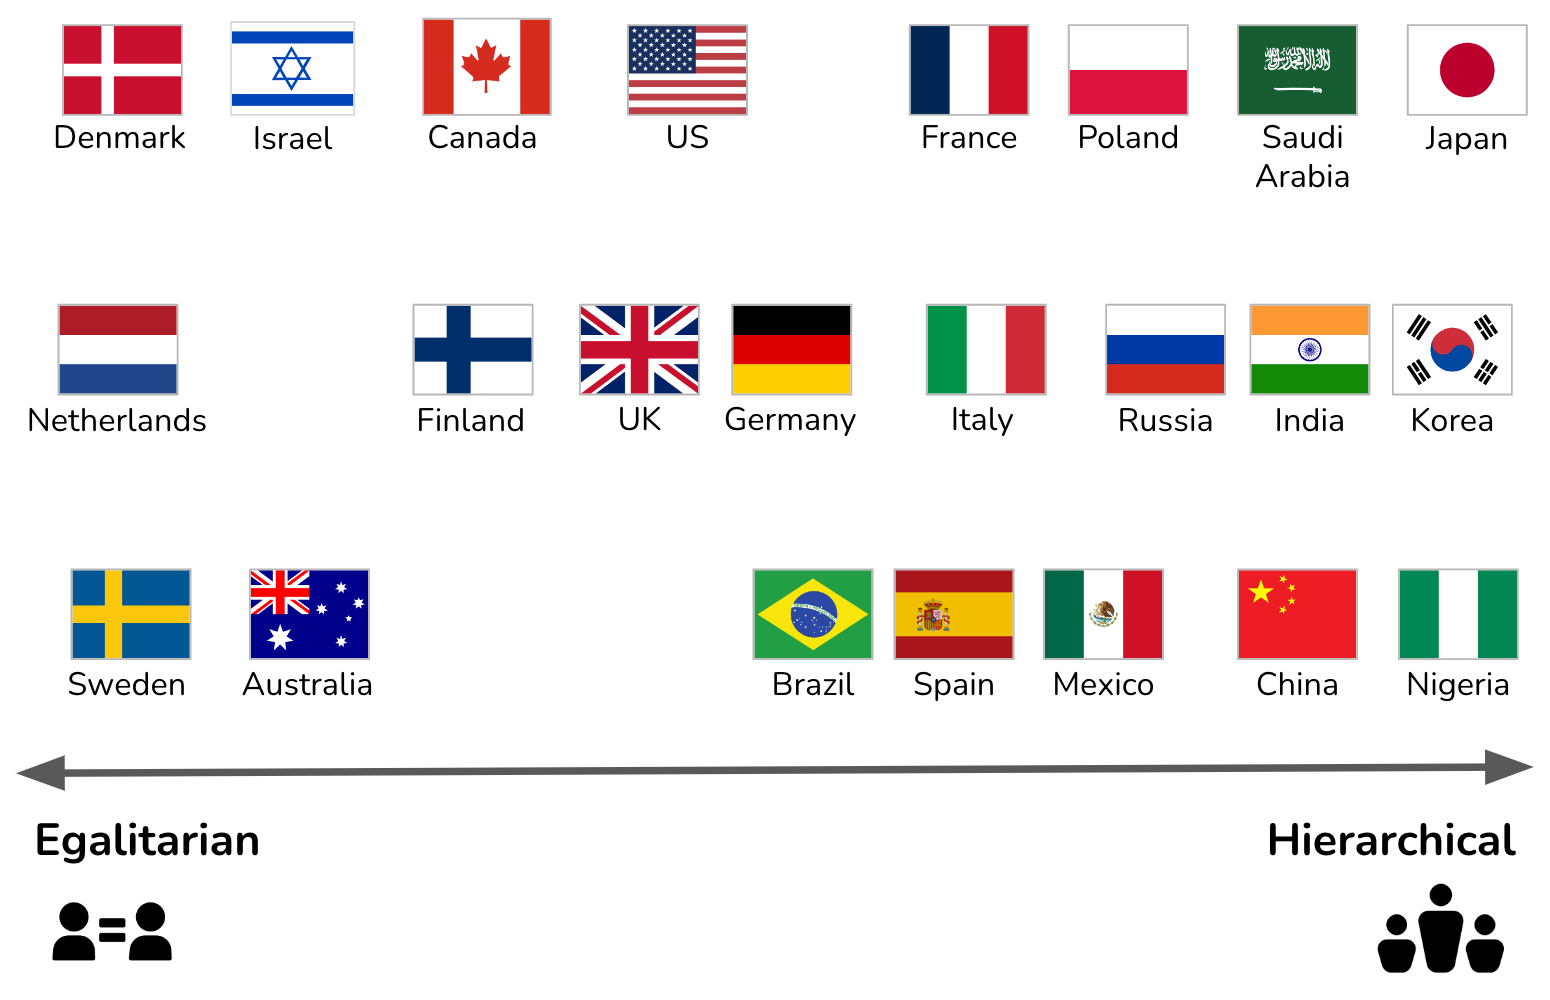 Denmark
Israel
Canada
US
France
Poland
Saudi
Arabia
Japan
Netherlands
Finland
UK
Germany
Italy
Russia
India
Korea
Sweden
Australia
Brazil
Spain
Mexico
China
Nigeria
Egalitarian
Hierarchical